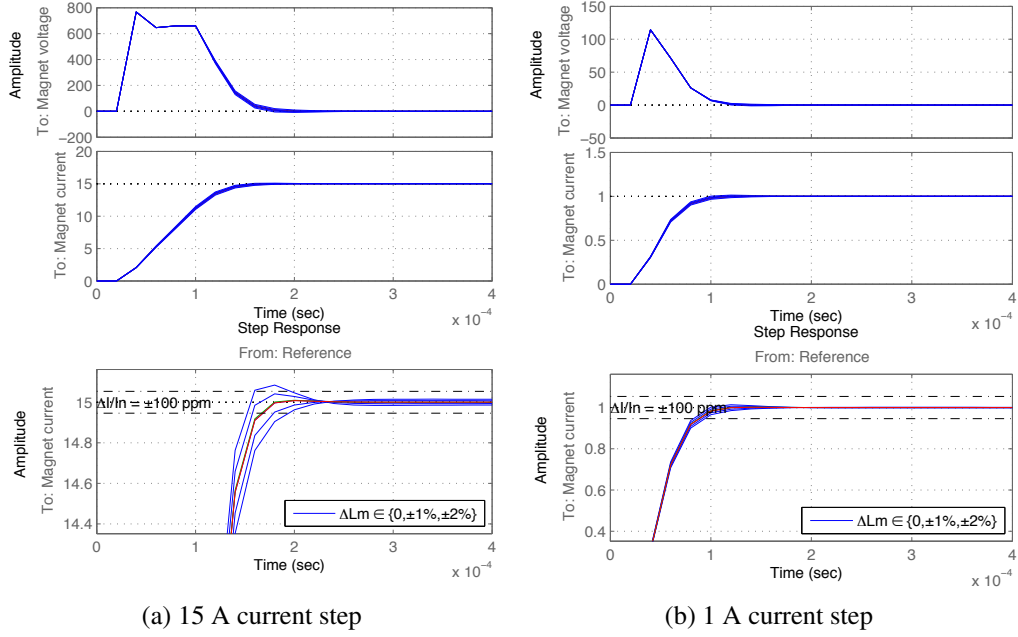 800
600
400
200
0
−200
Amplitude
To: Magnet voltage
20
15
10
5
0
To: Magnet current
0
1
2
3
4
Time (sec)
x 10⁻⁴
Step Response
From: Reference
15
14.8
14.6
14.4
Amplitude
To: Magnet current
ΔI/In = ±100 ppm
ΔLm ∈ {0,±1%,±2%}
0
1
2
3
4
Time (sec)
x 10⁻⁴
(a) 15 A current step
150
100
50
0
−50
Amplitude
To: Magnet voltage
1.5
1
0.5
0
To: Magnet current
0
1
2
3
4
Time (sec)
x 10⁻⁴
Step Response
From: Reference
1
0.8
0.6
0.4
Amplitude
To: Magnet current
ΔI/In = ±100 ppm
ΔLm ∈ {0,±1%,±2%}
0
1
2
3
4
Time (sec)
x 10⁻⁴
(b) 1 A current step